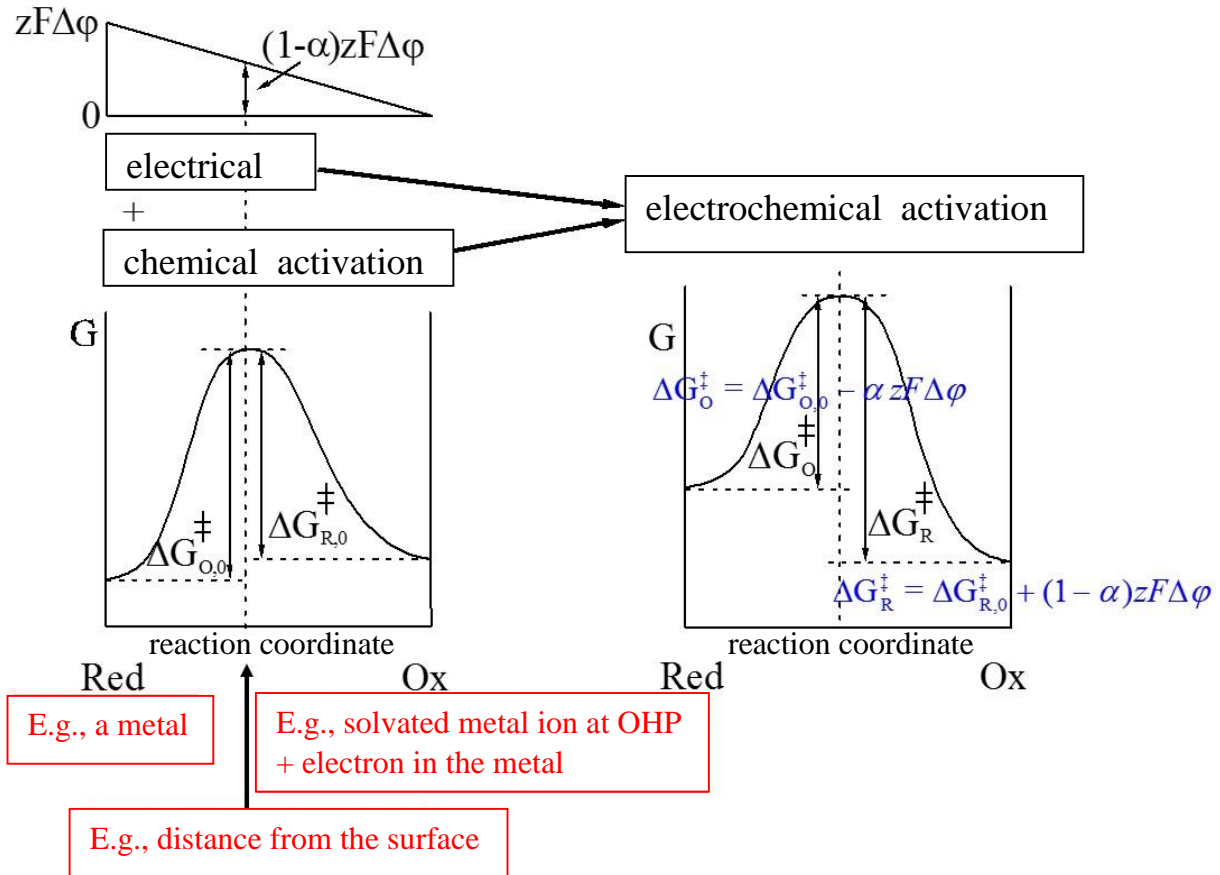 zFΔφ
(1-α)zFΔφ
0
electrical
+
chemical activation
electrochemical activation
G
ΔG‡O,0
ΔG‡R,0
reaction coordinate
Red
Ox
G
ΔG‡O = ΔG‡O,0 − α zFΔφ
ΔG‡O
ΔG‡R
ΔG‡R = ΔG‡R,0 + (1 − α)zFΔφ
reaction coordinate
Red
Ox
E.g., a metal
E.g., solvated metal ion at OHP
+ electron in the metal
E.g., distance from the surface